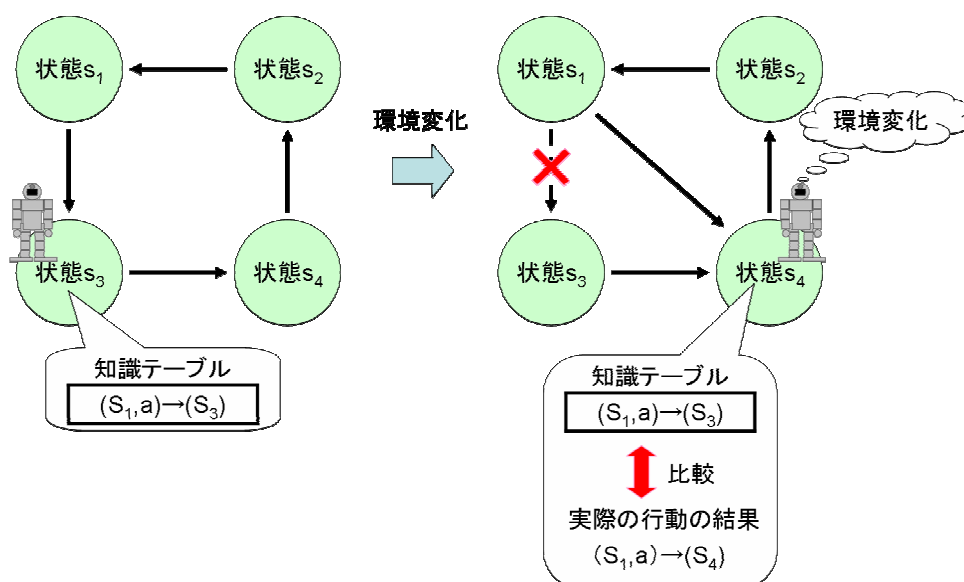 状態s1
状態s2
状態s3
状態s4
知識テーブル
(S1,a)→(S3)
環境変化
状態s1
状態s2
環境変化
状態s3
状態s4
知識テーブル
(S1,a)→(S3)
比較
実際の行動の結果
(S1,a)→(S4)